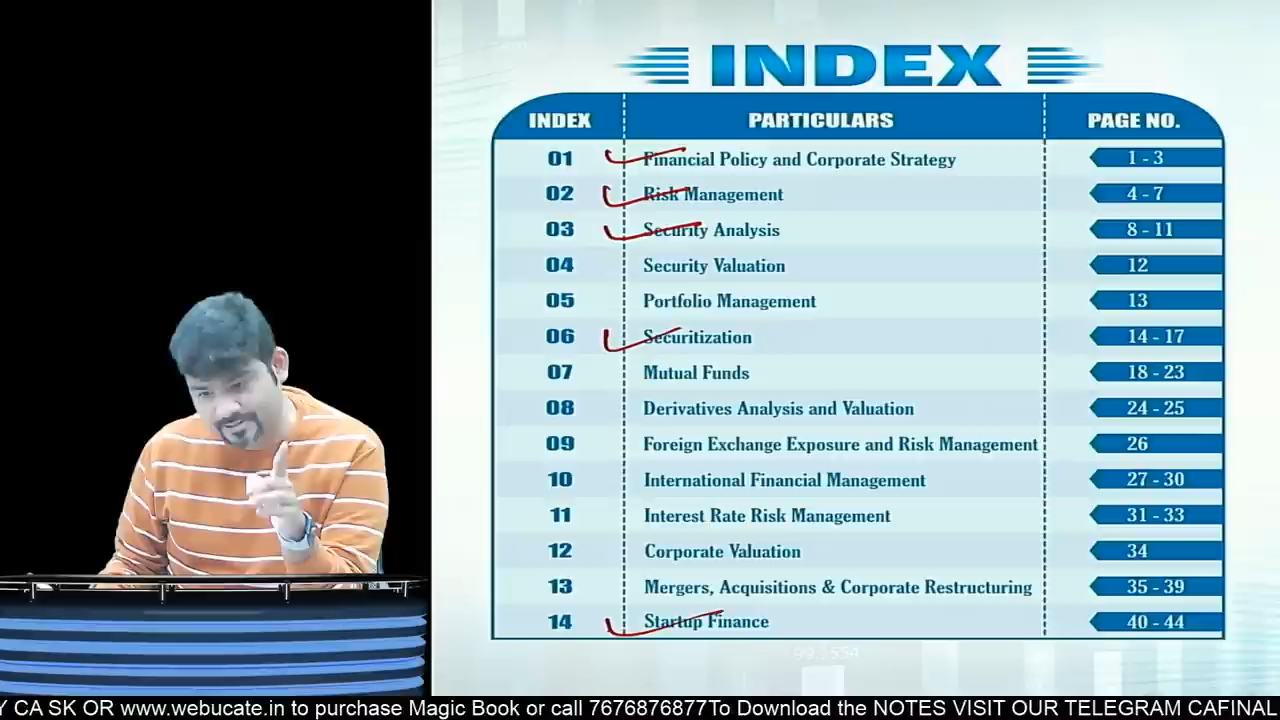 INDEX
INDEX PARTICULARS PAGE NO.
01 Financial Policy and Corporate Strategy 1 - 3
02 Risk Management 4 - 7
03 Security Analysis 8 - 11
04 Security Valuation 12
05 Portfolio Management 13
06 Securitization 14 - 17
07 Mutual Funds 18 - 23
08 Derivatives Analysis and Valuation 24 - 25
09 Foreign Exchange Exposure and Risk Management 26
10 International Financial Management 27 - 30
11 Interest Rate Risk Management 31 - 33
12 Corporate Valuation 34
13 Mergers, Acquisitions & Corporate Restructuring 35 - 39
14 Startup Finance 40 - 44
Y CA SK OR www.webucate.in to purchase Magic Book or call 7676876877To Download the NOTES VISIT OUR TELEGRAM CAFINAL